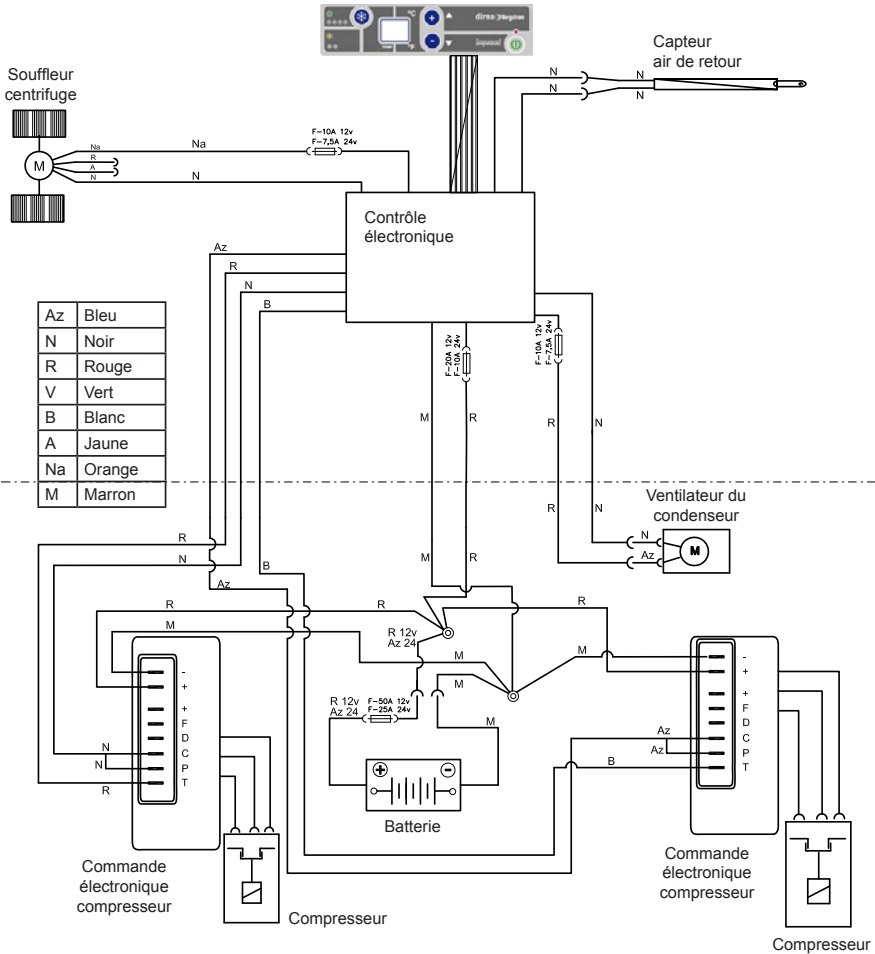 °C
°F
dirna Bergstrom
Capteur
air de retour
Souffleur
centrifuge
N
N
N
N
Na
R
A
N
Na
N
F-10A 12v
F-7,5A 24v
Contrôle
électronique
Az
R
N
B
Az Bleu
N Noir
R Rouge
V Vert
B Blanc
A Jaune
Na Orange
M Marron
F-20A 12v
F-10A 24v
F-10A 12v
F-7,5A 24v
M
R
R
N
Ventilateur du
condenseur
R
N
N
Az
M
M
R
R
N
B
Az
R
M
R
R
R 12v
Az 24
M
M
M
R 12v
Az 24
F-50A 12v
F-25A 24v
M
-
+
+
F
D
C
P
T
N
N
R
-
+
+
F
D
C
P
T
Az
Az
B
Batterie
Commande
électronique
compresseur
Compresseur
Commande
électronique
compresseur
Compresseur